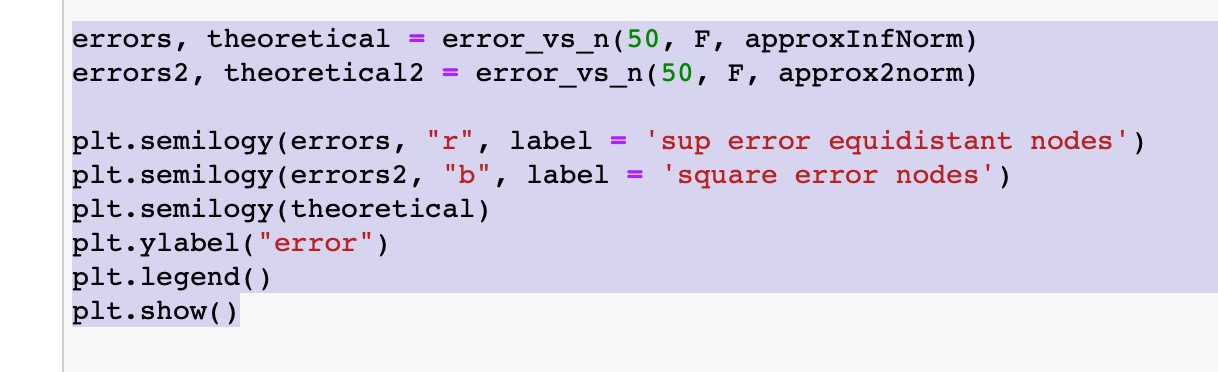 errors, theoretical = error_vs_n(50, F, approxInfNorm)
errors2, theoretical2 = error_vs_n(50, F, approx2norm)
plt.semilogy(errors, "r", label = 'sup error equidistant nodes')
plt.semilogy(errors2, "b", label = 'square error nodes')
plt.semilogy(theoretical)
plt.ylabel("error")
plt.legend()
plt.show()